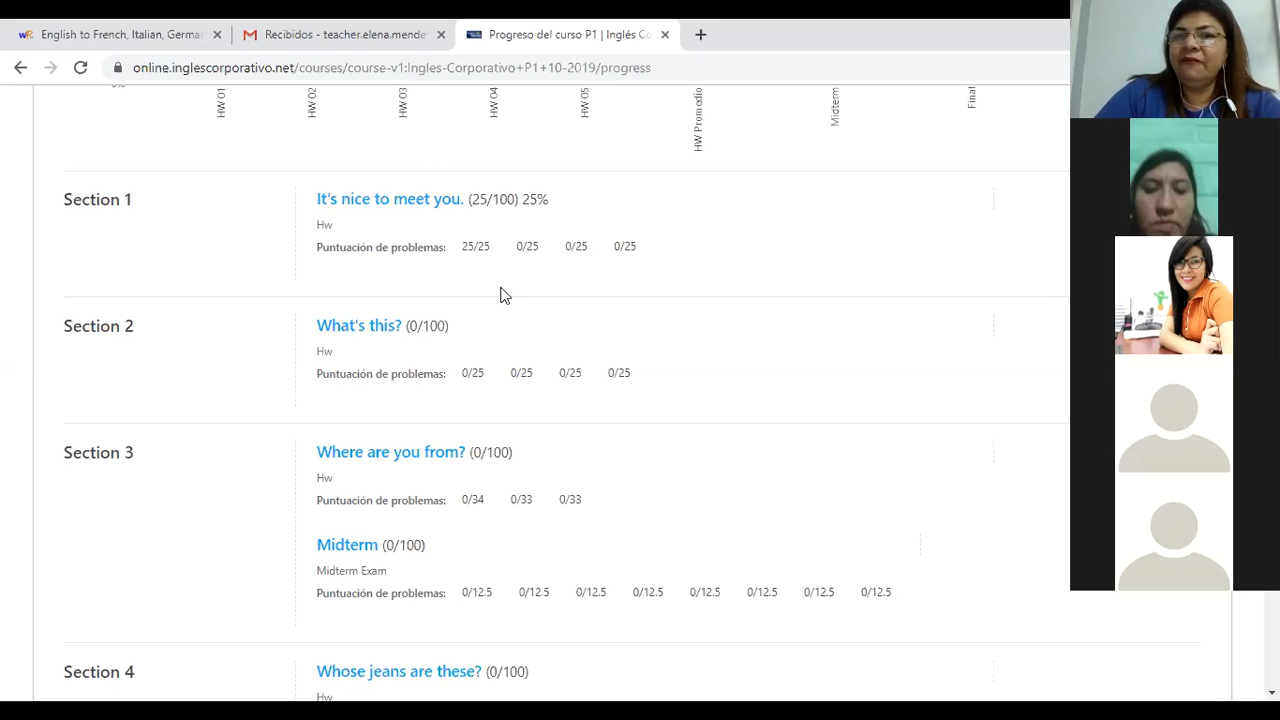 English to French, Italian, Germa
Recibidos - teacher.elena.mende
Progreso del curso P1 | Inglés Co
online.inglescorporativo.net/courses/course-v1:Ingles-Corporativo+P1+10-2019/progress
HW 01
HW 02
HW 03
HW 04
HW 05
HW Promedio
Midterm
Final
Section 1
It's nice to meet you. (25/100) 25%
Hw
Puntuación de problemas: 25/25 0/25 0/25 0/25
Section 2
What's this? (0/100)
Hw
Puntuación de problemas: 0/25 0/25 0/25 0/25
Section 3
Where are you from? (0/100)
Hw
Puntuación de problemas: 0/34 0/33 0/33
Midterm (0/100)
Midterm Exam
Puntuación de problemas: 0/12.5 0/12.5 0/12.5 0/12.5 0/12.5 0/12.5 0/12.5 0/12.5
Section 4
Whose jeans are these? (0/100)
Hw